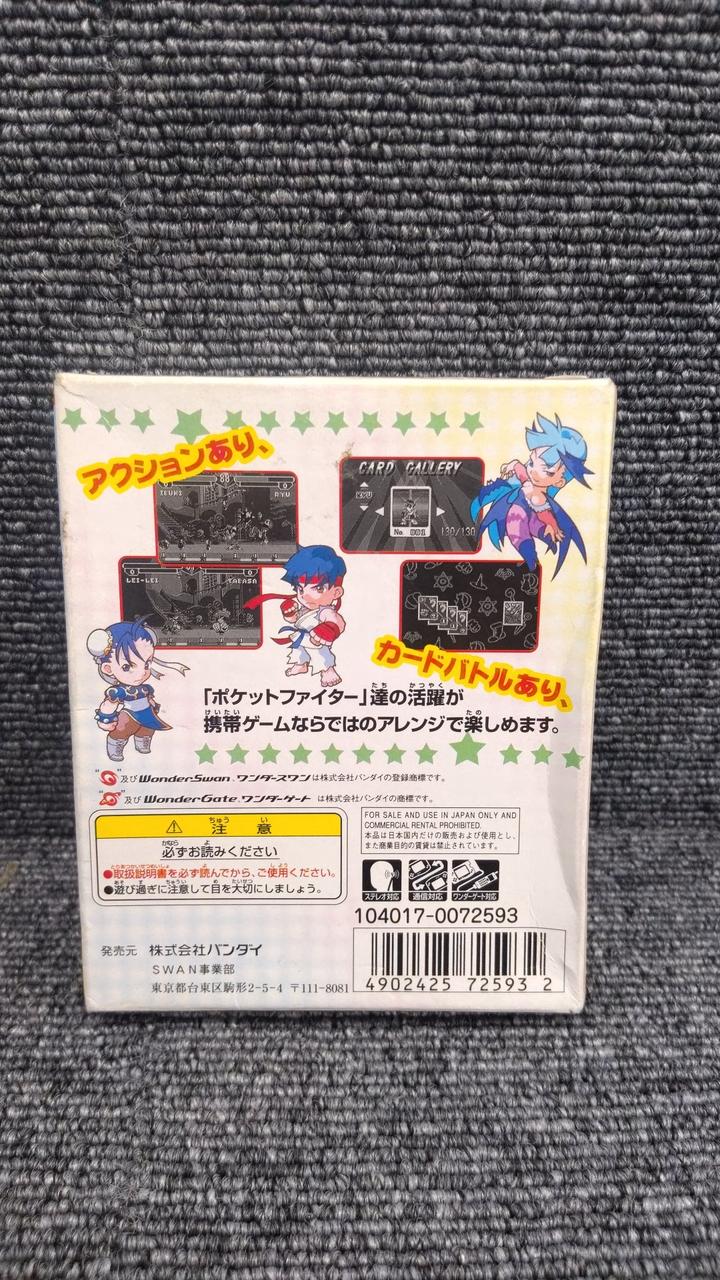 アクションあり、
88
IBUKI
RYU
LEI-LEI
TABASA
CARD GALLERY
RYU
No. 001
130/130
カードバトルあり、
「ポケットファイター」達の活躍が
携帯ゲームならではのアレンジで楽しめます。
" "及びWonderSwan、ワンダースワンは株式会社バンダイの登録商標です。
" "及びWonderGate、ワンダーゲートは株式会社バンダイの商標です。
注意
必ずお読みください
●取扱説明書を必ず読んでから、ご使用ください。
●遊び過ぎに注意して目を大切にしましょう。
FOR SALE AND USE IN JAPAN ONLY AND
COMMERCIAL RENTAL PROHIBITED.
本品は日本国内だけの販売および使用とし、
また商業目的の賃貸は禁止されています。
ステレオ対応
通信対応
ワンダーゲート対応
104017-0072593
発売元 株式会社バンダイ
SWAN事業部
東京都台東区駒形2-5-4 〒111-8081
4902425 72593 2